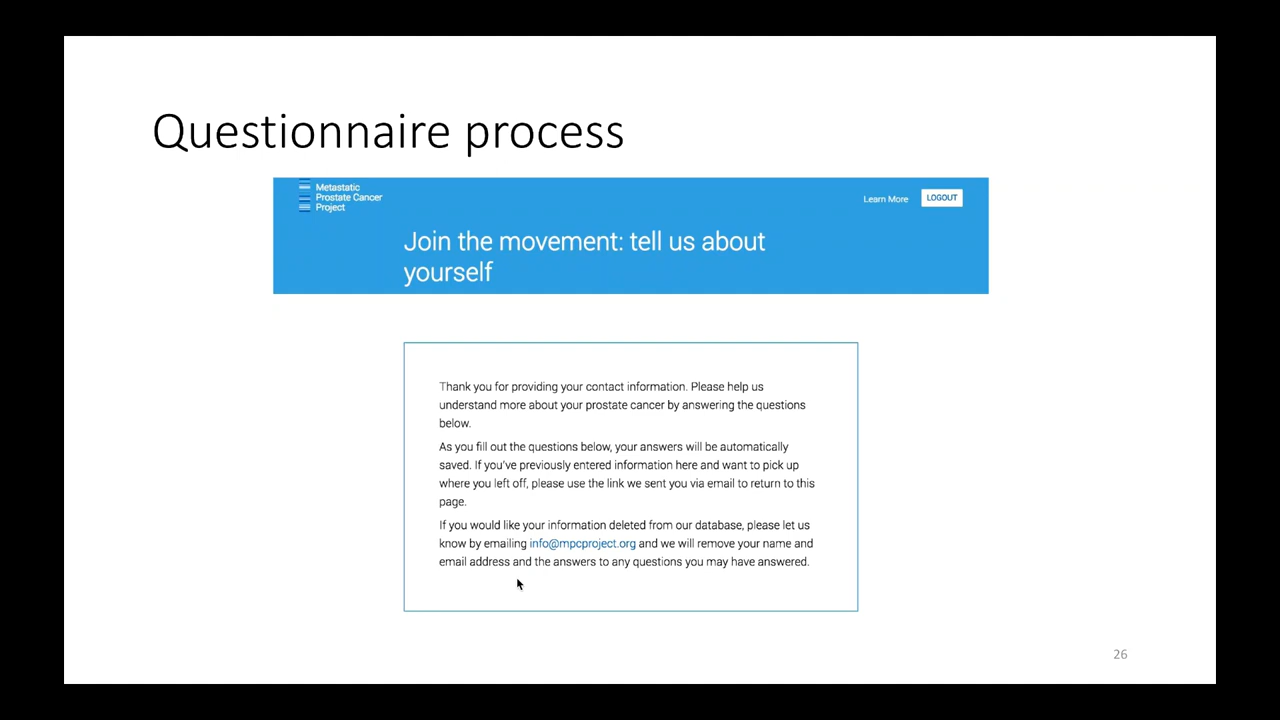 Questionnaire process
Metastatic
Prostate Cancer
Project
Learn More
LOGOUT
Join the movement: tell us about
yourself
Thank you for providing your contact information. Please help us
understand more about your prostate cancer by answering the questions
below.
As you fill out the questions below, your answers will be automatically
saved. If you've previously entered information here and want to pick up
where you left off, please use the link we sent you via email to return to this
page.
If you would like your information deleted from our database, please let us
know by emailing info@mpcproject.org and we will remove your name and
email address and the answers to any questions you may have answered.
26